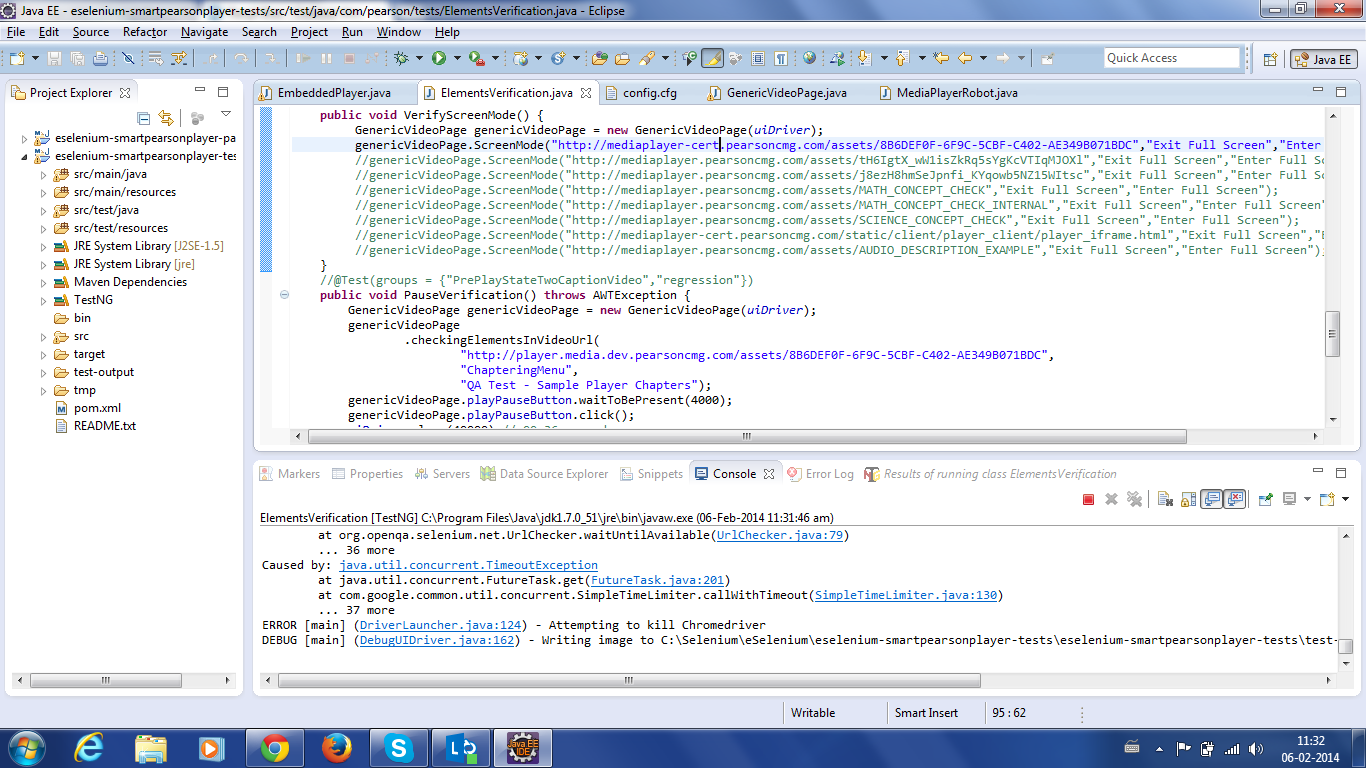 Java EE - eselenium-smartpearsonplayer-tests/src/test/java/com/pearson/tests/ElementsVerification.java - Eclipse
File Edit Source Refactor Navigate Search Project Run Window Help
Quick Access
Java EE
Project Explorer
eselenium-smartpearsonplayer-pa
eselenium-smartpearsonplayer-tes
src/main/java
src/main/resources
src/test/java
src/test/resources
JRE System Library [J2SE-1.5]
JRE System Library [jre]
Maven Dependencies
TestNG
bin
src
target
test-output
tmp
pom.xml
README.txt
EmbeddedPlayer.java ElementsVerification.java config.cfg GenericVideoPage.java MediaPlayerRobot.java
public void VerifyScreenMode() {
GenericVideoPage genericVideoPage = new GenericVideoPage(uiDriver);
genericVideoPage.ScreenMode("http://mediaplayer-cert.pearsoncmg.com/assets/8B6DEF0F-6F9C-5CBF-C402-AE349B071BDC","Exit Full Screen","Enter
//genericVideoPage.ScreenMode("http://mediaplayer.pearsoncmg.com/assets/tH6IgtX_wW1isZkRq5sYgKcVTIqMJOXl","Exit Full Screen","Enter Full S
//genericVideoPage.ScreenMode("http://mediaplayer.pearsoncmg.com/assets/j8ezH8hmSeJpnfi_KYqowb5NZ15WItsc","Exit Full Screen","Enter Full Sc
//genericVideoPage.ScreenMode("http://mediaplayer.pearsoncmg.com/assets/MATH_CONCEPT_CHECK","Exit Full Screen","Enter Full Screen");
//genericVideoPage.ScreenMode("http://mediaplayer.pearsoncmg.com/assets/MATH_CONCEPT_CHECK_INTERNAL","Exit Full Screen","Enter Full Screen"
//genericVideoPage.ScreenMode("http://mediaplayer.pearsoncmg.com/assets/SCIENCE_CONCEPT_CHECK","Exit Full Screen","Enter Full Screen");
//genericVideoPage.ScreenMode("http://mediaplayer-cert.pearsoncmg.com/static/client/player_client/player_iframe.html","Exit Full Screen","E
//genericVideoPage.ScreenMode("http://mediaplayer.pearsoncmg.com/assets/AUDIO_DESCRIPTION_EXAMPLE","Exit Full Screen","Enter Full Screen");
}
//@Test(groups = {"PrePlayStateTwoCaptionVideo","regression"})
public void PauseVerification() throws AWTException {
GenericVideoPage genericVideoPage = new GenericVideoPage(uiDriver);
genericVideoPage
.checkingElementsInVideoUrl(
"http://player.media.dev.pearsoncmg.com/assets/8B6DEF0F-6F9C-5CBF-C402-AE349B071BDC",
"ChapteringMenu",
"QA Test - Sample Player Chapters");
genericVideoPage.playPauseButton.waitToBePresent(4000);
genericVideoPage.playPauseButton.click();
Markers Properties Servers Data Source Explorer Snippets Console Error Log Results of running class ElementsVerification
ElementsVerification [TestNG] C:\Program Files\Java\jdk1.7.0_51\jre\bin\javaw.exe (06-Feb-2014 11:31:46 am)
at org.openqa.selenium.net.UrlChecker.waitUntilAvailable(UrlChecker.java:79)
... 36 more
Caused by: java.util.concurrent.TimeoutException
at java.util.concurrent.FutureTask.get(FutureTask.java:201)
at com.google.common.util.concurrent.SimpleTimeLimiter.callWithTimeout(SimpleTimeLimiter.java:130)
... 37 more
ERROR [main] (DriverLauncher.java:124) - Attempting to kill Chromedriver
DEBUG [main] (DebugUIDriver.java:162) - Writing image to C:\Selenium\eSelenium\eselenium-smartpearsonplayer-tests\eselenium-smartpearsonplayer-tests\test-
Writable Smart Insert 95 : 62
Java EE
IDE
11:32
06-02-2014